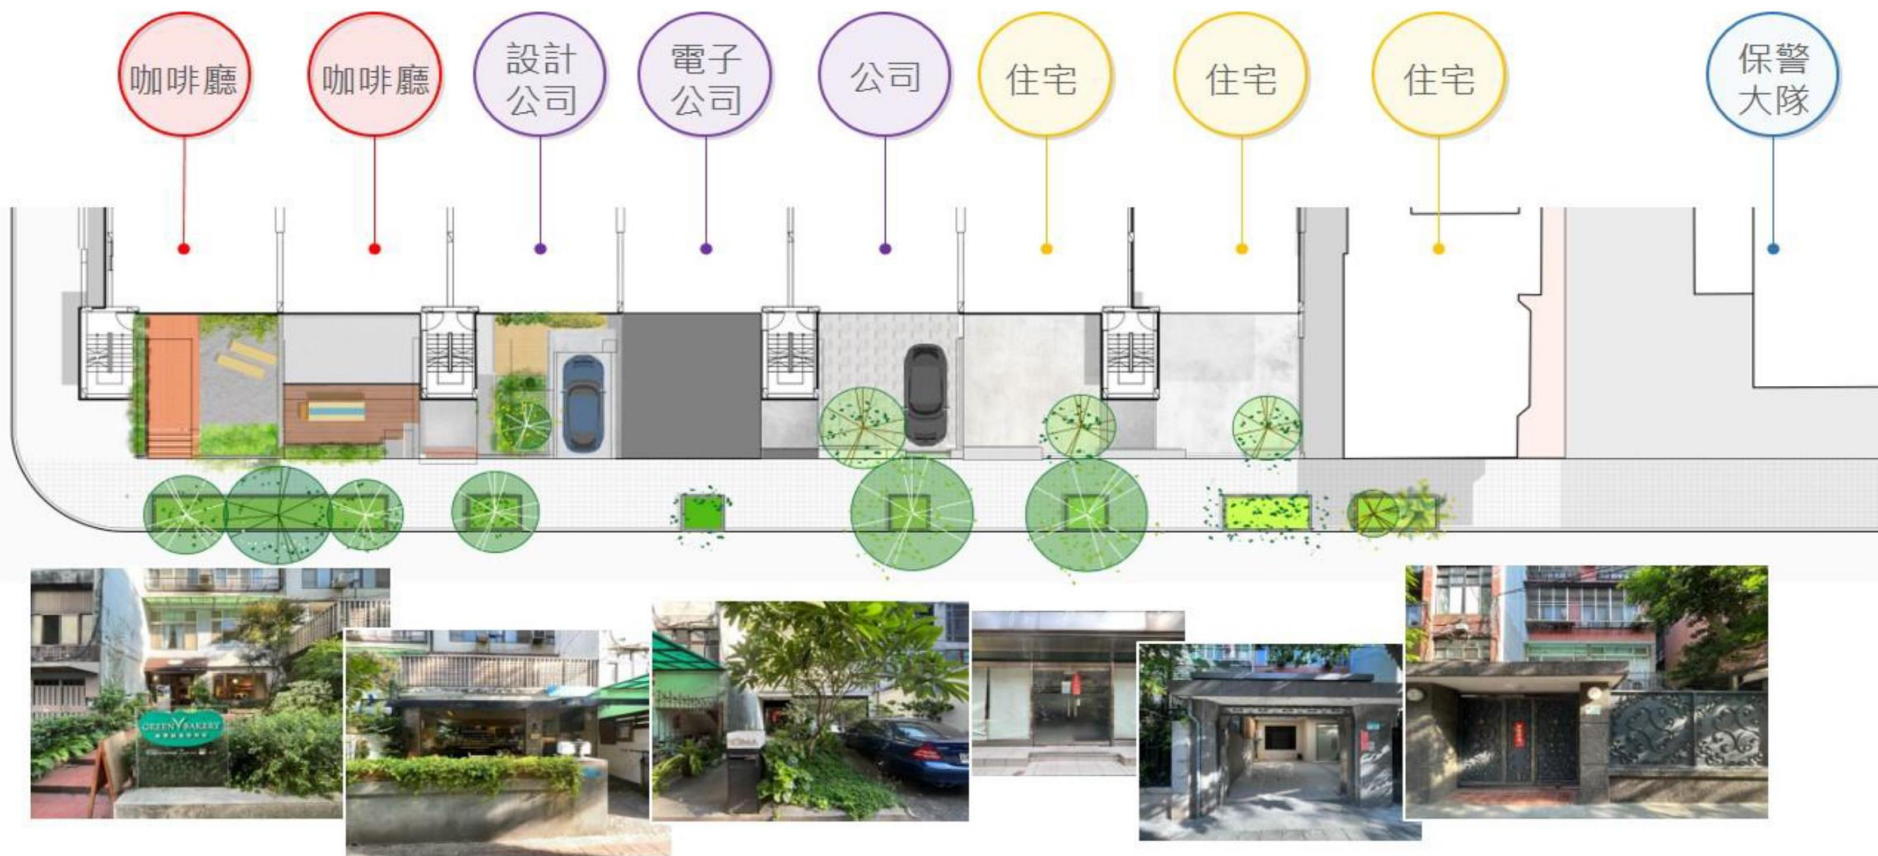 咖啡廳
咖啡廳
設計
公司
電子
公司
公司
住宅
住宅
住宅
保警
大隊
GREEN BAKERY